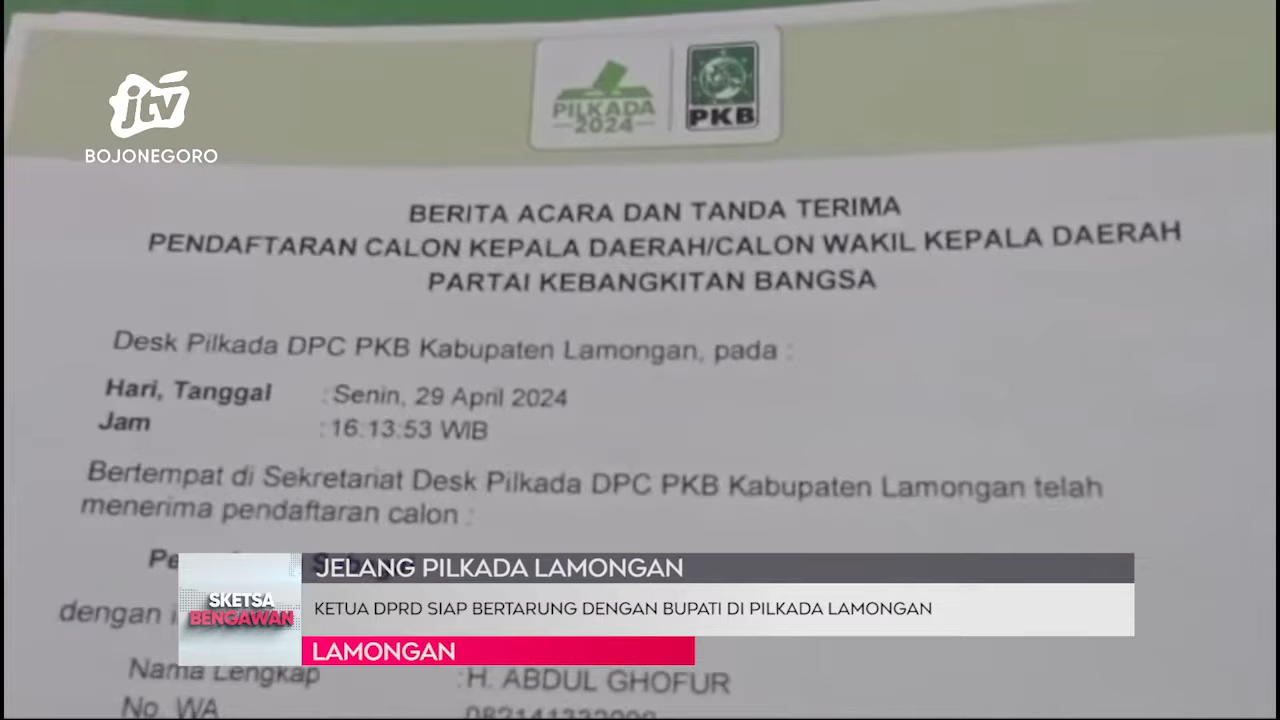 jtv
BOJONEGORO
PILKADA
2024
PKB
BERITA ACARA DAN TANDA TERIMA
PENDAFTARAN CALON KEPALA DAERAH/CALON WAKIL KEPALA DAERAH
PARTAI KEBANGKITAN BANGSA
Desk Pilkada DPC PKB Kabupaten Lamongan, pada :
Hari, Tanggal : Senin, 29 April 2024
Jam : 16:13:53 WIB
Bertempat di Sekretariat Desk Pilkada DPC PKB Kabupaten Lamongan telah
menerima pendaftaran calon :
JELANG PILKADA LAMONGAN
SKETSA
BENGAWAN
KETUA DPRD SIAP BERTARUNG DENGAN BUPATI DI PILKADA LAMONGAN
dengan
LAMONGAN
Nama Lengkap : H. ABDUL GHOFUR
No. WA